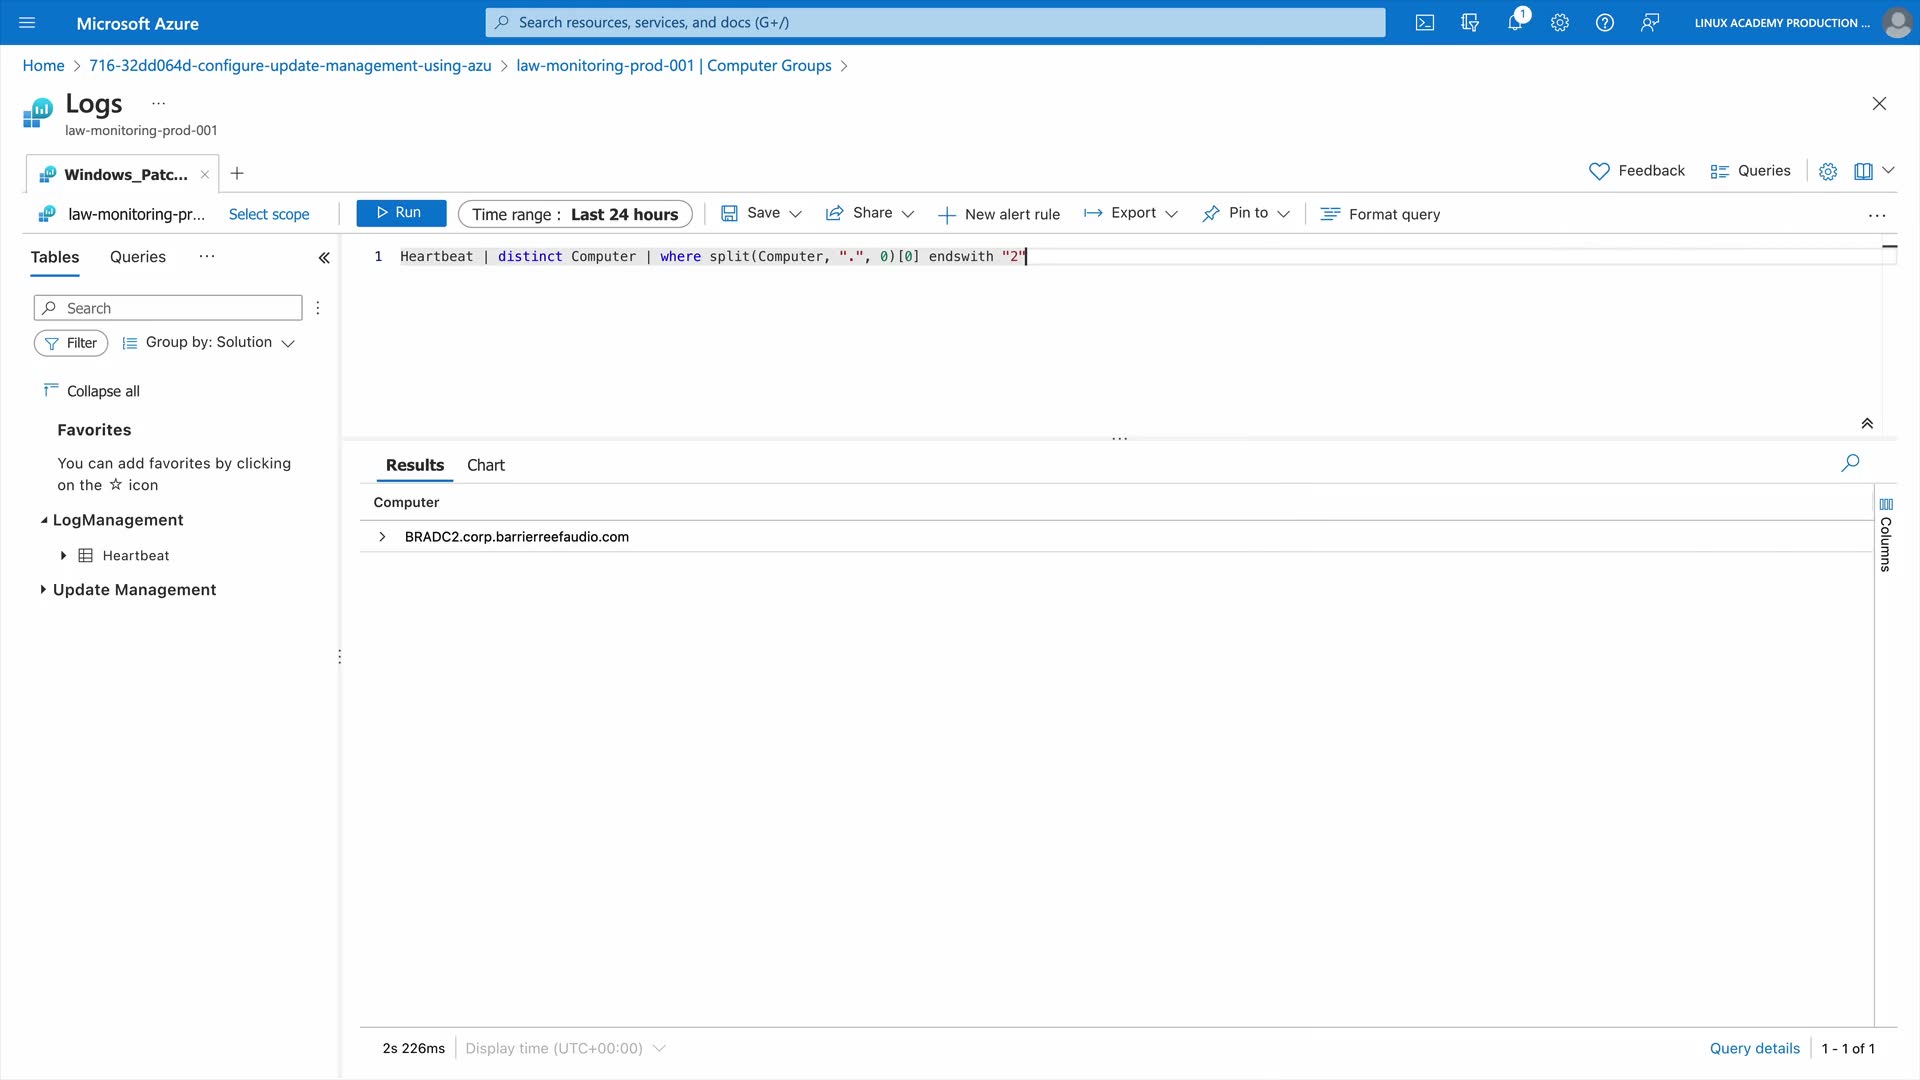 Microsoft Azure
Search resources, services, and docs (G+/)
1
LINUX ACADEMY PRODUCTION ...
Home > 716-32dd064d-configure-update-management-using-azu > law-monitoring-prod-001 | Computer Groups >
Logs ...
law-monitoring-prod-001
Windows_Patc...
Feedback
Queries
law-monitoring-pr...
Select scope
Run
Time range : Last 24 hours
Save
Share
New alert rule
Export
Pin to
Format query
Tables
Queries
...
1 Heartbeat | distinct Computer | where split(Computer, ".", 0)[0] endswith "2"
Search
Filter
Group by: Solution
Collapse all
Favorites
You can add favorites by clicking
on the ☆ icon
LogManagement
Heartbeat
Update Management
Results
Chart
Computer
BRADC2.corp.barrierreefaudio.com
Columns
2s 226ms
Display time (UTC+00:00)
Query details
1 - 1 of 1